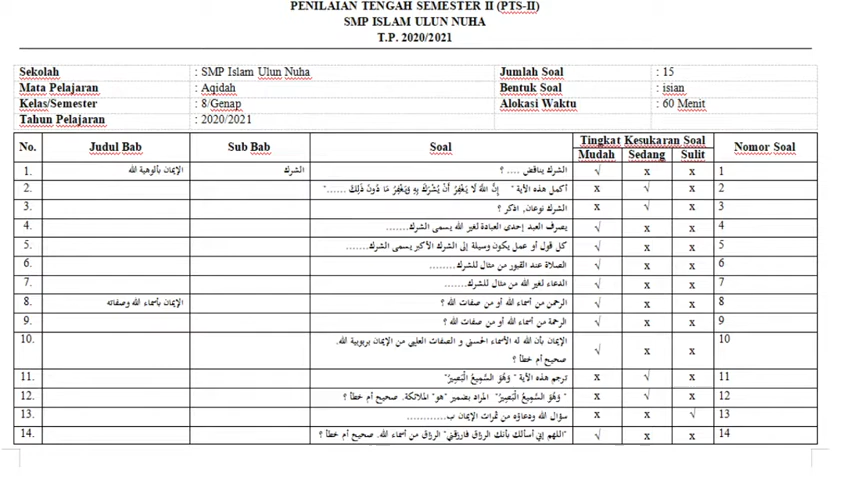 PENILAIAN TENGAH SEMESTER II (PTS-II)
SMP ISLAM ULUN NUHA
T.P. 2020/2021
Sekolah : SMP Islam Ulun Nuha Jumlah Soal : 15
Mata Pelajaran : Aqidah Bentuk Soal : isian
Kelas/Semester : 8/Genap Alokasi Waktu : 60 Menit
Tahun Pelajaran : 2020/2021
No. Judul Bab Sub Bab Soal Tingkat Kesukaran Soal Nomor Soal
Mudah Sedang Sulit
1. الإيمان بألوهية الله الشرك الشرك يناقض .... ؟ √ x x 1
2. أكمل هذه الآية " إِنَّ اللهَ لَا يَغْفِرُ أَنْ يُشْرَكَ بِهِ وَيَغْفِرُ مَا دُونَ ذَلِكَ ......" x √ x 2
3. الشرك نوعان, اذكر ؟ x √ x 3
4. يصرف العبد إحدى العبادة لغير الله يسمى الشرك....... √ x x 4
5. كل قول أو عمل يكون وسيلة إلى الشرك الأكبر يسمى الشرك....... √ x x 5
6. الصلاة عند القبور من مثال للشرك........ √ x x 6
7. الدعاء لغير الله من مثال للشرك....... √ x x 7
8. الإيمان بأسماء الله وصفاته الرحمن من أسماء الله أو من صفات الله ؟ √ x x 8
9. الرحمة من أسماء الله أو من صفات الله ؟ √ x x 9
10. الإيمان بأن الله له الأسماء الحسنى و الصفات العليى من الإيمان بربوبية الله. √ x x 10
صحيح أم خطأ ؟
11. ترجم هذه الآية " وَهُوَ السَّمِيعُ الْبَصِيرُ" x √ x 11
12. " وَهُوَ السَّمِيعُ الْبَصِيرُ" المراد بضمير "هو" الملائكة. صحيح أم خطأ ؟ x √ x 12
13. سؤال الله ودعاؤه من ثمرات الإيمان ب............ x x √ 13
14. "اللهم إني أسألك بأنك الرزاق فارزقني" الرزاق من أسماء الله. صحيح أم خطأ ؟ √ x x 14